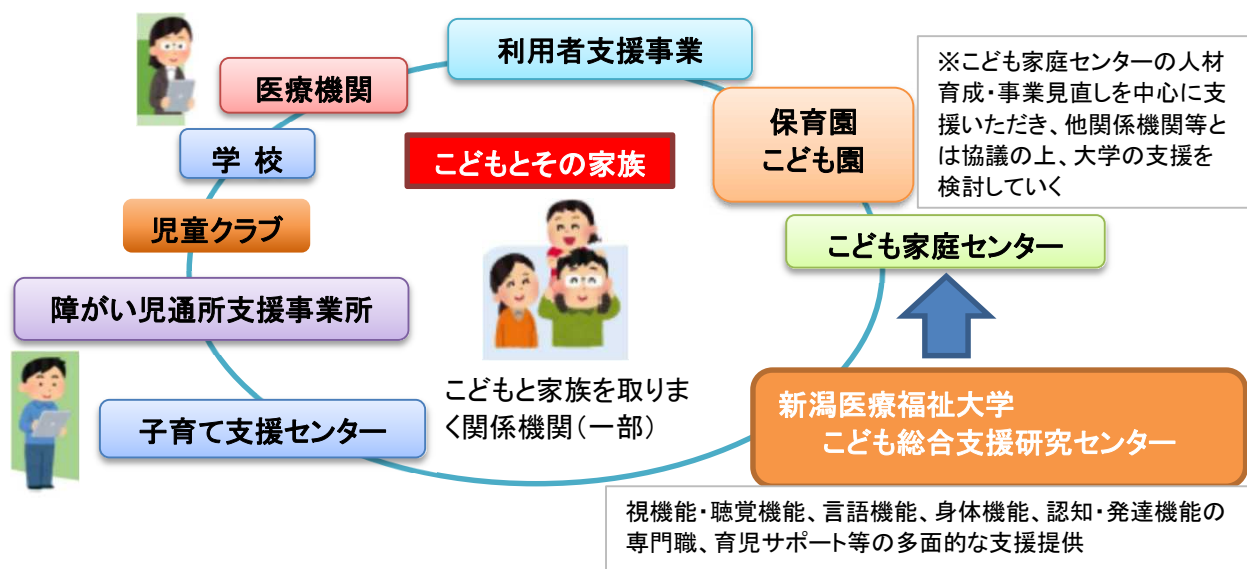 利用者支援事業
医療機関
※こども家庭センターの人材
育成・事業見直しを中心に支
援いただき、他関係機関等と
は協議の上、大学の支援を
検討していく
保育園
こども園
学 校
こどもとその家族
児童クラブ
こども家庭センター
障がい児通所支援事業所
こどもと家族を取りま
く関係機関（一部）
子育て支援センター
新潟医療福祉大学
こども総合支援研究センター
視機能・聴覚機能、言語機能、身体機能、認知・発達機能の
専門職、育児サポート等の多面的な支援提供